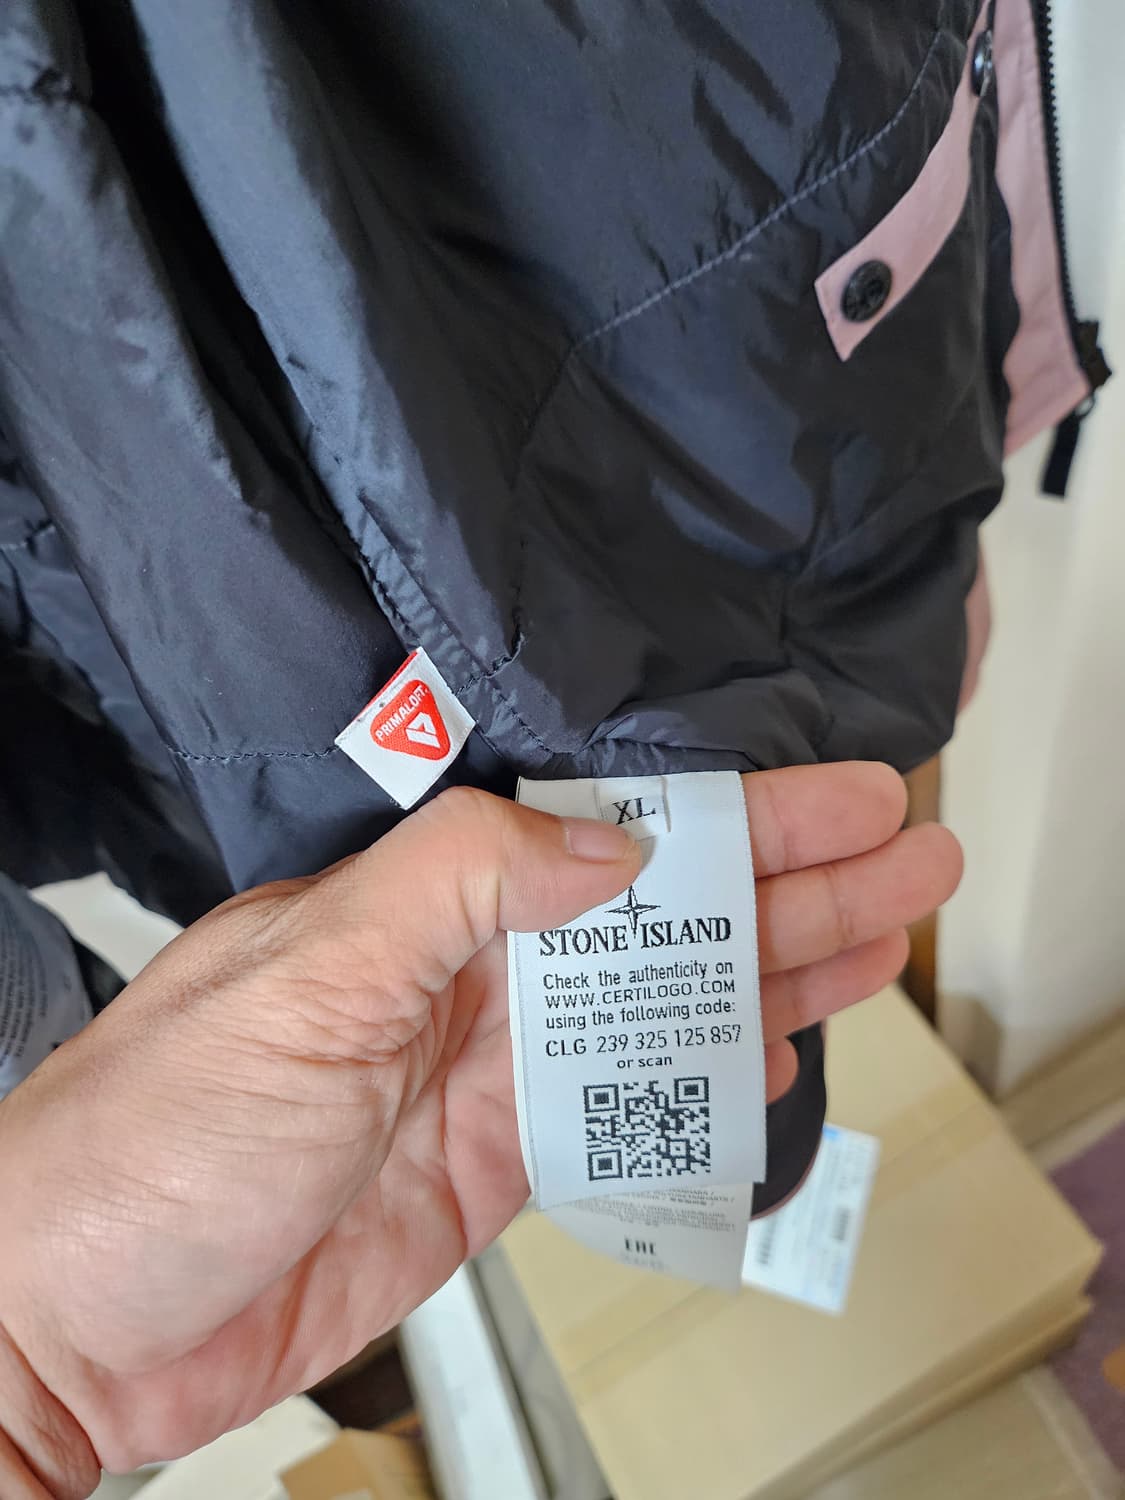 PRIMALOFT
XL
STONE ISLAND
Check the authenticity on
WWW.CERTILOGO.COM
using the following code:
CLG 239 325 125 857
or scan
EAC